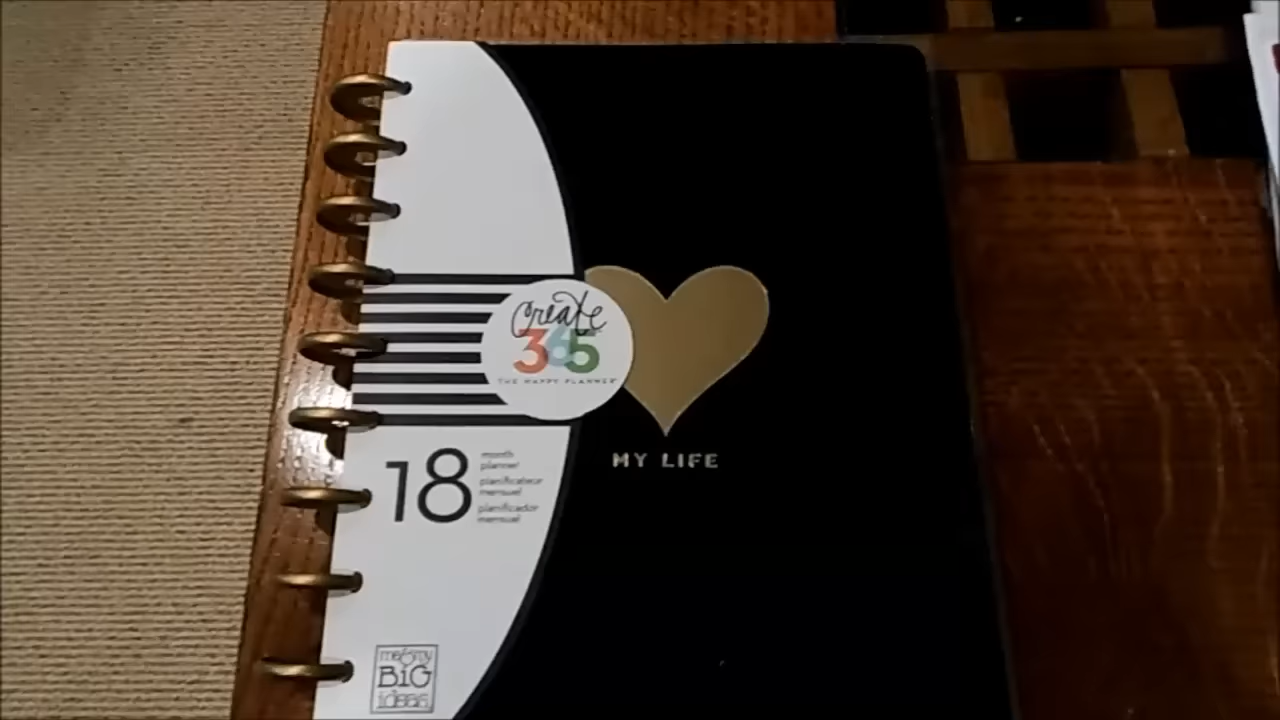 Create
365
THE HAPPY PLANNER
MY LIFE
18
month
planner
planificateur
mensuel
planificador
mensual
me & my
BiG
ideas